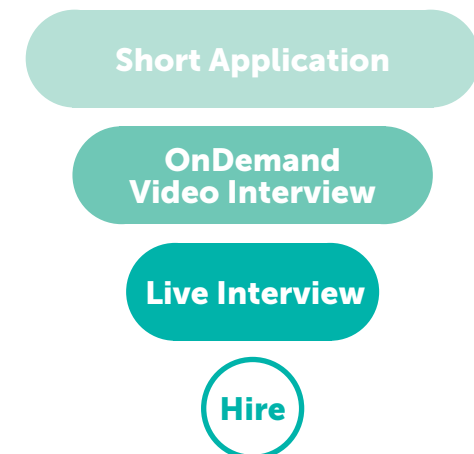 Short Application
OnDemand
Video Interview
Live Interview
Hire